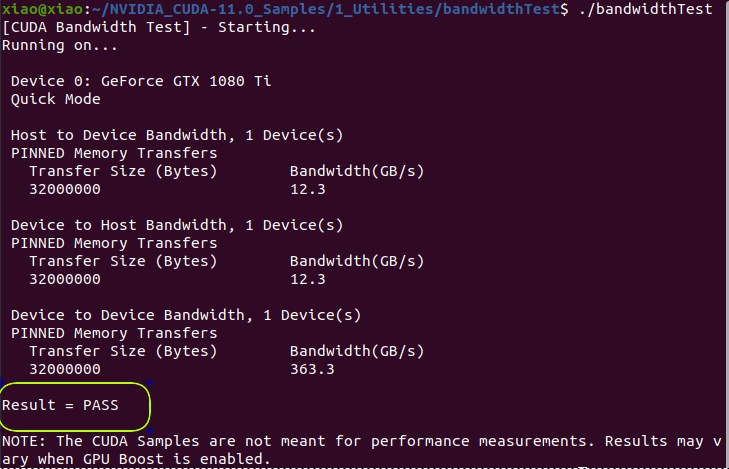 xiao@xiao:~/NVIDIA_CUDA-11.0_Samples/1_Utilities/bandwidthTest$ ./bandwidthTest
[CUDA Bandwidth Test] - Starting...
Running on...
Device 0: GeForce GTX 1080 Ti
Quick Mode
Host to Device Bandwidth, 1 Device(s)
PINNED Memory Transfers
Transfer Size (Bytes) Bandwidth(GB/s)
32000000 12.3
Device to Host Bandwidth, 1 Device(s)
PINNED Memory Transfers
Transfer Size (Bytes) Bandwidth(GB/s)
32000000 12.3
Device to Device Bandwidth, 1 Device(s)
PINNED Memory Transfers
Transfer Size (Bytes) Bandwidth(GB/s)
32000000 363.3
Result = PASS
NOTE: The CUDA Samples are not meant for performance measurements. Results may v
ary when GPU Boost is enabled.